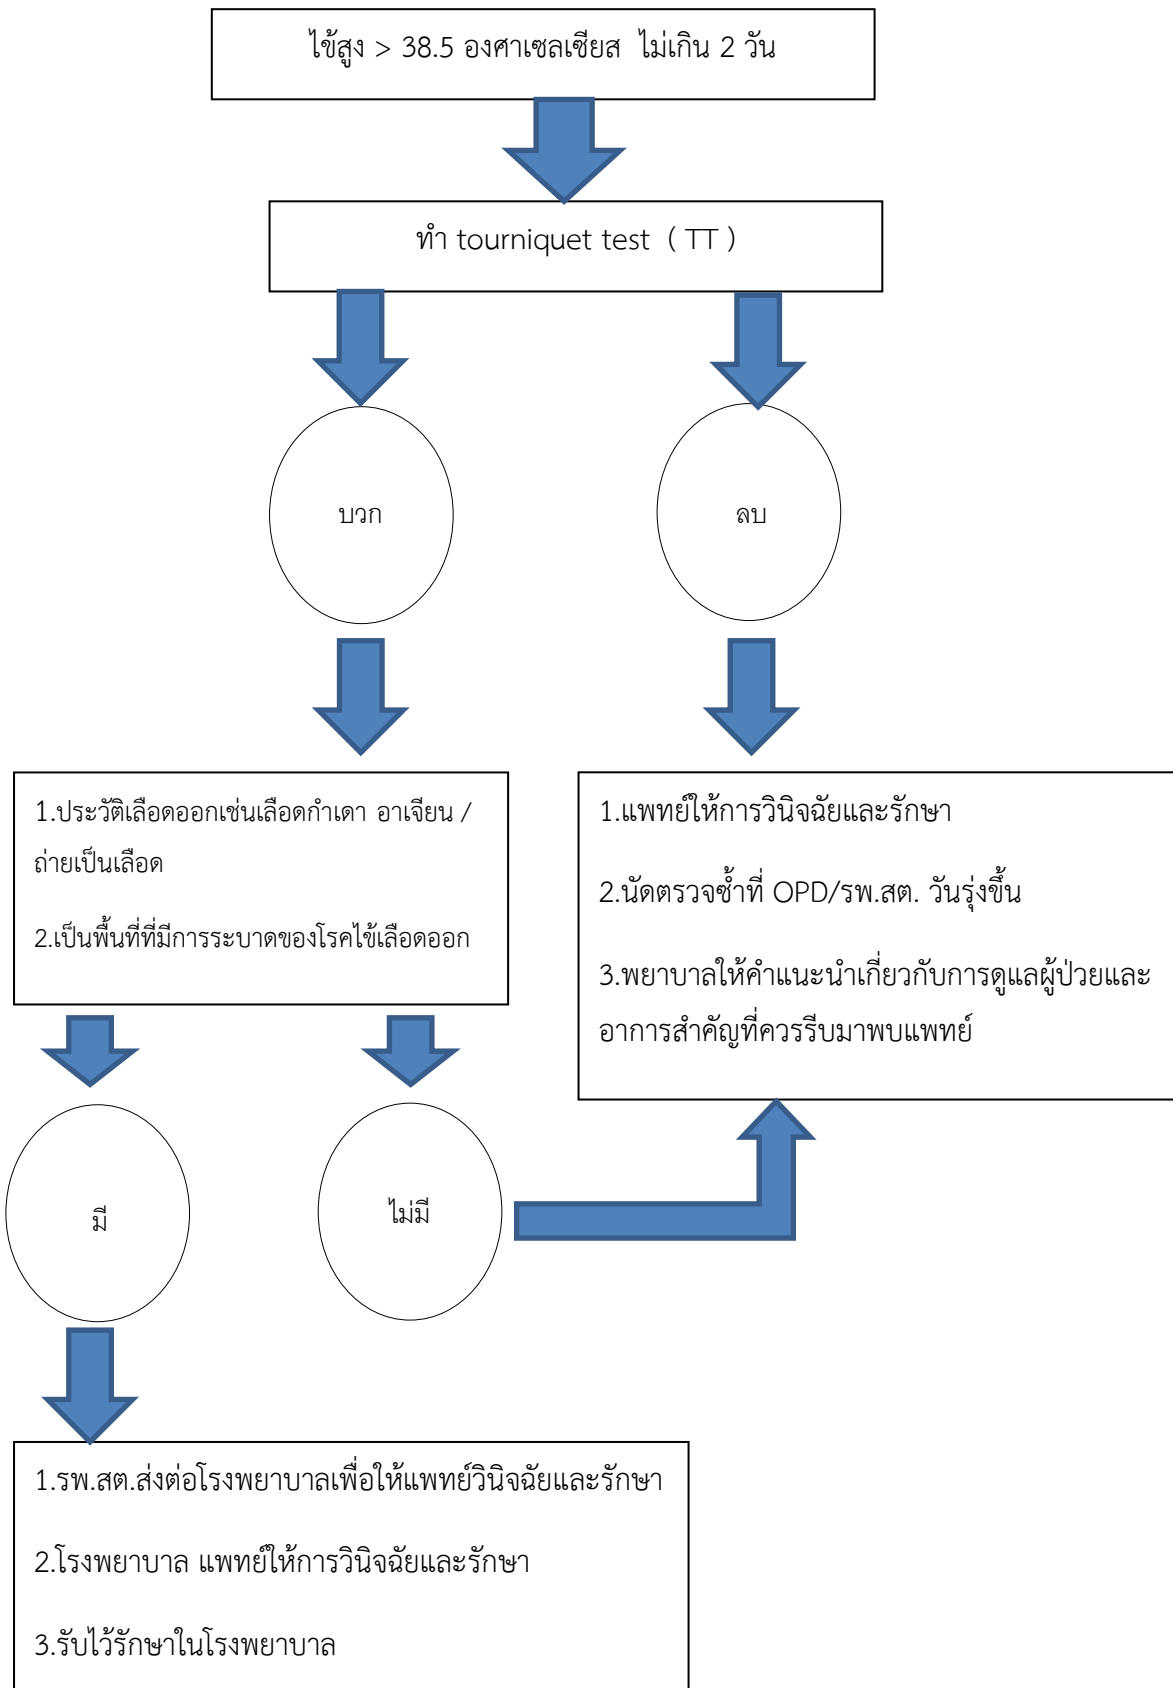 ไข้สูง > 38.5 องศาเซลเซียส ไม่เกิน 2 วัน
ทำ tourniquet test ( TT )
บวก
ลบ
1.ประวัติเลือดออกเช่นเลือดกำเดา อาเจียน /
ถ่ายเป็นเลือด
2.เป็นพื้นที่ที่มีการระบาดของโรคไข้เลือดออก
1.แพทย์ให้การวินิจฉัยและรักษา
2.นัดตรวจซ้ำที่ OPD/รพ.สต. วันรุ่งขึ้น
3.พยาบาลให้คำแนะนำเกี่ยวกับการดูแลผู้ป่วยและ
อาการสำคัญที่ควรรีบมาพบแพทย์
มี
ไม่มี
1.รพ.สต.ส่งต่อโรงพยาบาลเพื่อให้แพทย์วินิจฉัยและรักษา
2.โรงพยาบาล แพทย์ให้การวินิจฉัยและรักษา
3.รับไว้รักษาในโรงพยาบาล